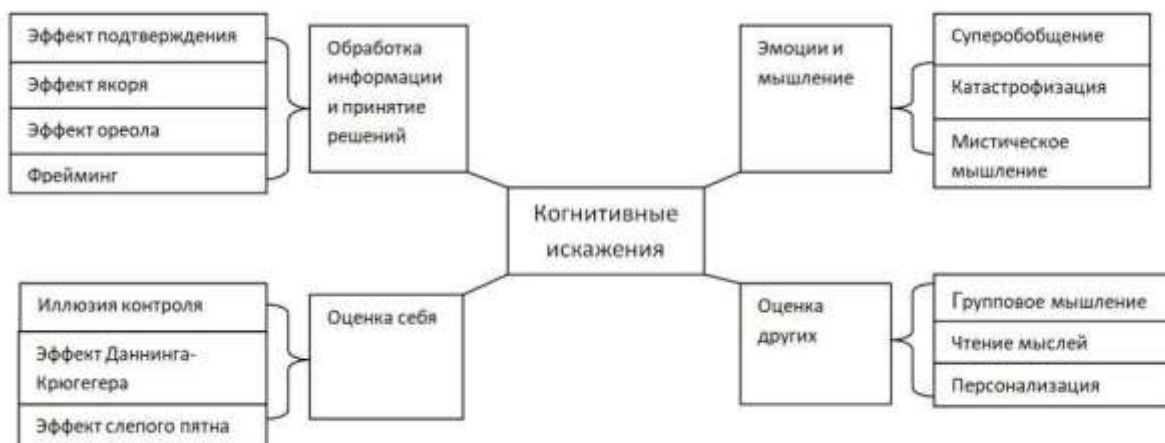 Эффект подтверждения
Эффект якоря
Эффект ореола
Фрейминг
Обработка
информации
и принятие
решений
Эмоции и
мышление
Суперобобщение
Катастрофизация
Мистическое
мышление
Когнитивные
искажения
Иллюзия контроля
Эффект Даннинга-
Крюгегера
Эффект слепого пятна
Оценка себя
Оценка
других
Групповое мышление
Чтение мыслей
Персонализация